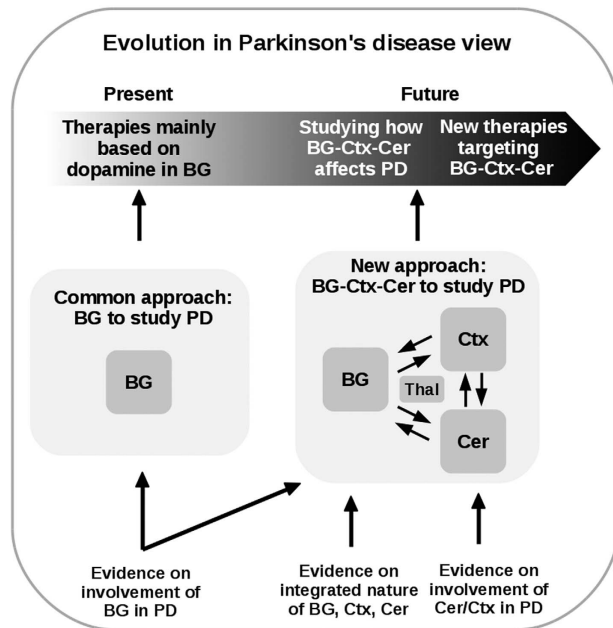 Evolution in Parkinson's disease view
Present
Future
Therapies mainly
based on
dopamine in BG
Studying how
BG-Ctx-Cer
affects PD
New therapies
targeting
BG-Ctx-Cer
Common approach:
BG to study PD
BG
New approach:
BG-Ctx-Cer to study PD
Ctx
BG
Thal
Cer
Evidence on
involvement of
BG in PD
Evidence on
integrated nature
of BG, Ctx, Cer
Evidence on
involvement of
Cer/Ctx in PD